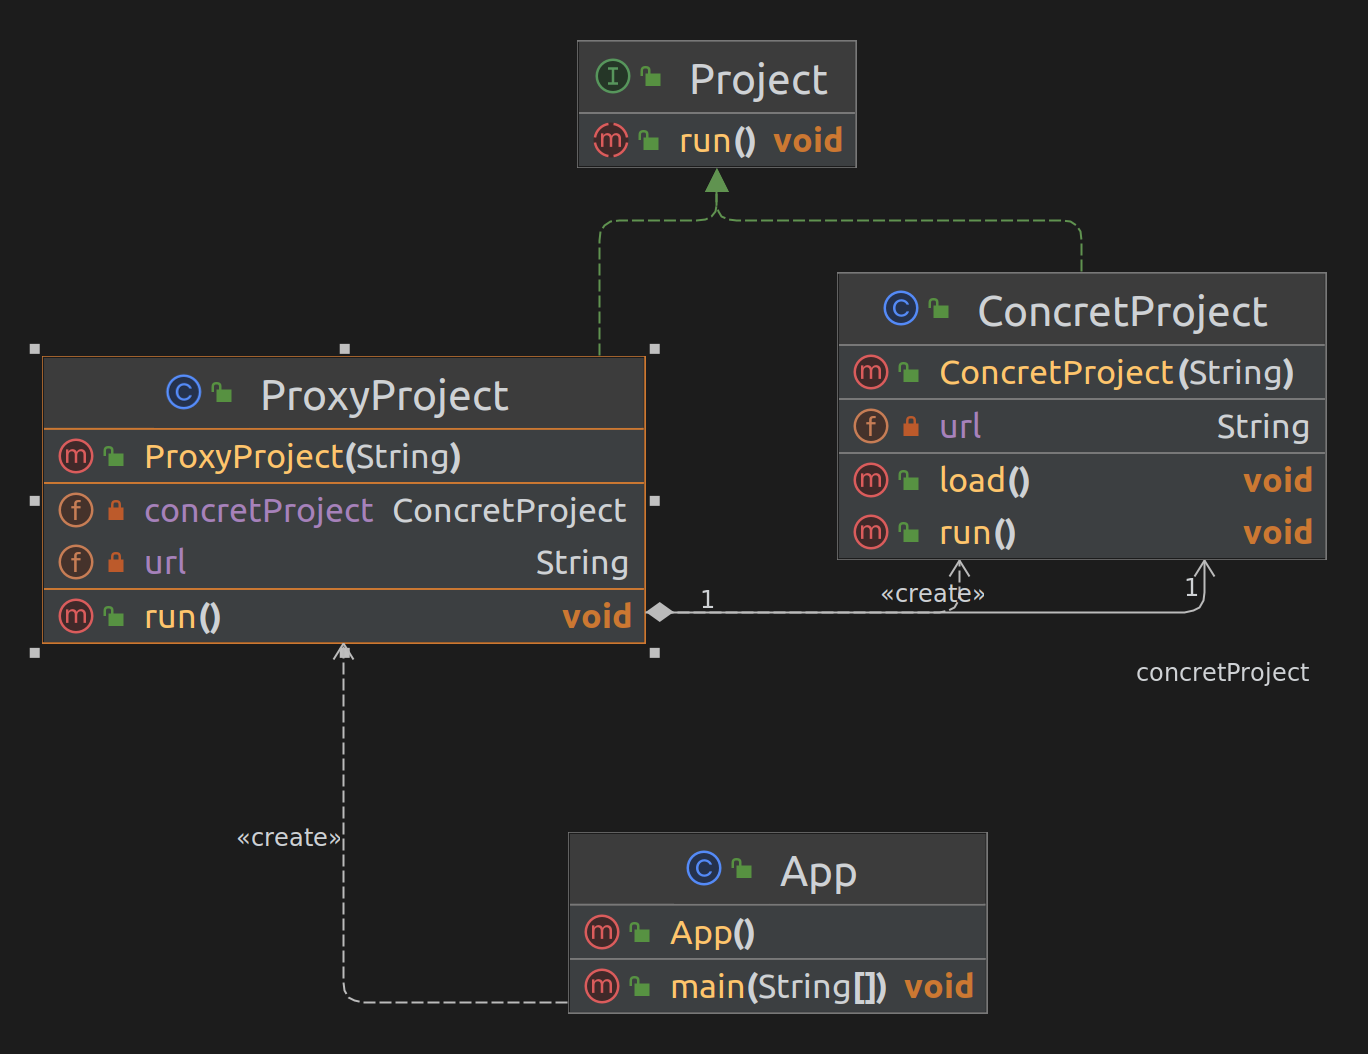 I Project
m run() void
C ConcretProject
m ConcretProject(String)
f url String
m load() void
m run() void
C ProxyProject
m ProxyProject(String)
f concretProject ConcretProject
f url String
m run() void
1
«create»
1
concretProject
«create»
C App
m App()
m main(String[]) void